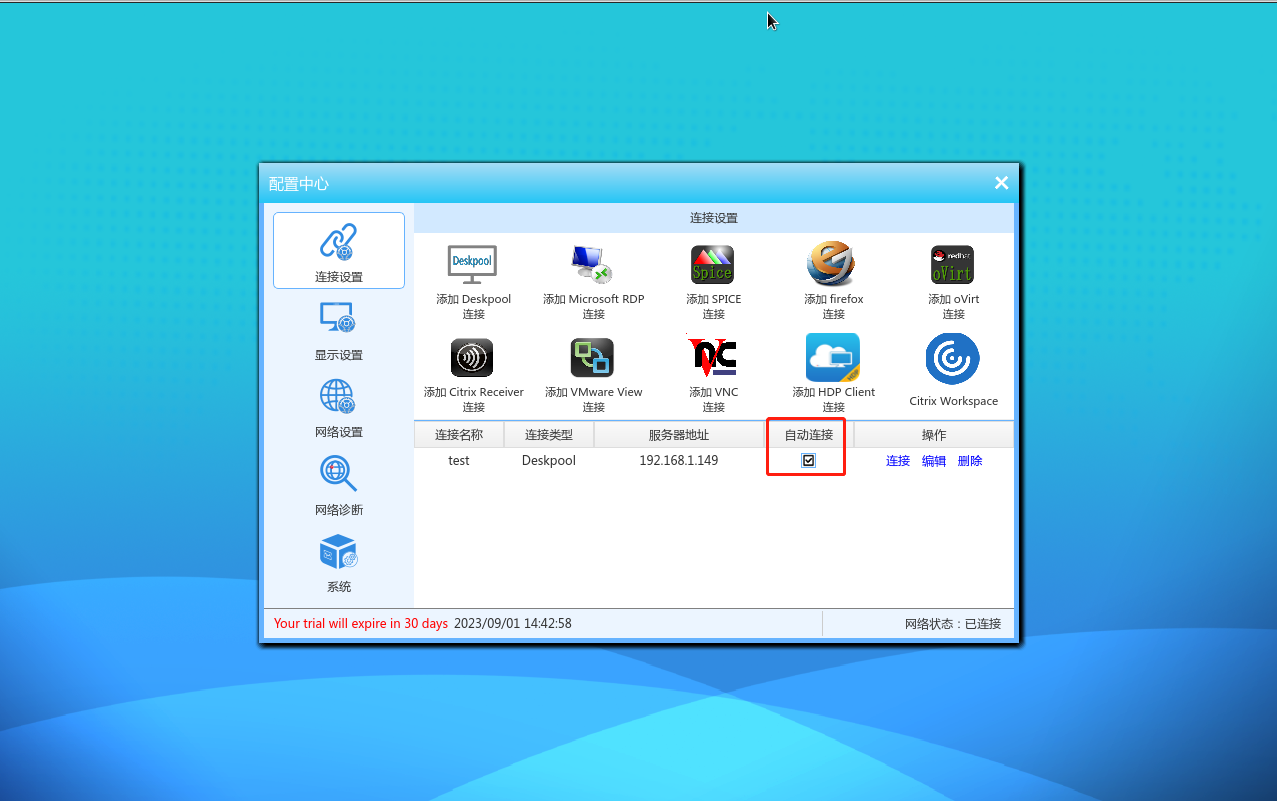 配置中心
连接设置
显示设置
网络设置
网络诊断
系统
连接设置
Deskpool
添加 Deskpool
连接
添加 Microsoft RDP
连接
Spice
添加 SPICE
连接
添加 firefox
连接
redhat
oVirt
添加 oVirt
连接
添加 Citrix Receiver
连接
添加 VMware View
连接
VNC
添加 VNC
连接
添加 HDP Client
连接
Citrix Workspace
连接名称 连接类型 服务器地址 自动连接 操作
test Deskpool 192.168.1.149 连接 编辑 删除
Your trial will expire in 30 days 2023/09/01 14:42:58 网络状态：已连接